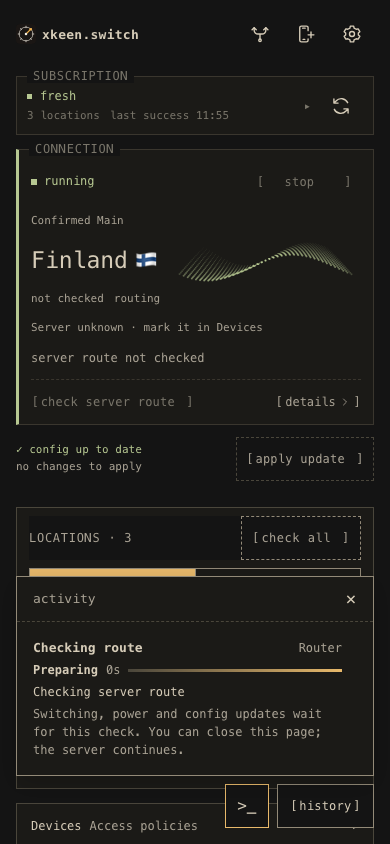 xkeen.switch
SUBSCRIPTION
fresh
3 locations last success 11:55
CONNECTION
running
[ stop ]
Confirmed Main
Finland
not checked routing
Server unknown · mark it in Devices
server route not checked
[check server route ]
[details > ]
✓ config up to date
no changes to apply
[apply update ]
LOCATIONS · 3
[check all ]
activity
×
Checking route
Router
Preparing 0s
Checking server route
Switching, power and config updates wait
for this check. You can close this page;
the server continues.
>_
[history]
Devices Access policies